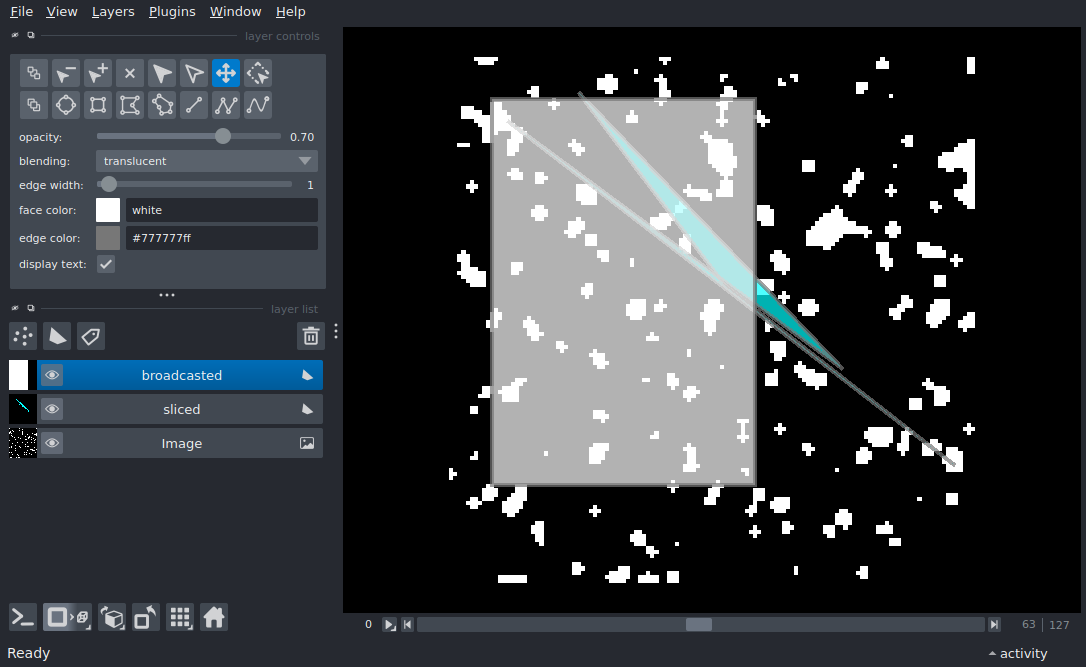 File View Layers Plugins Window Help
layer controls
opacity: 0.70
blending: translucent
edge width: 1
face color: white
edge color: #777777ff
display text:
layer list
broadcasted
sliced
Image
0 63 127
Ready activity